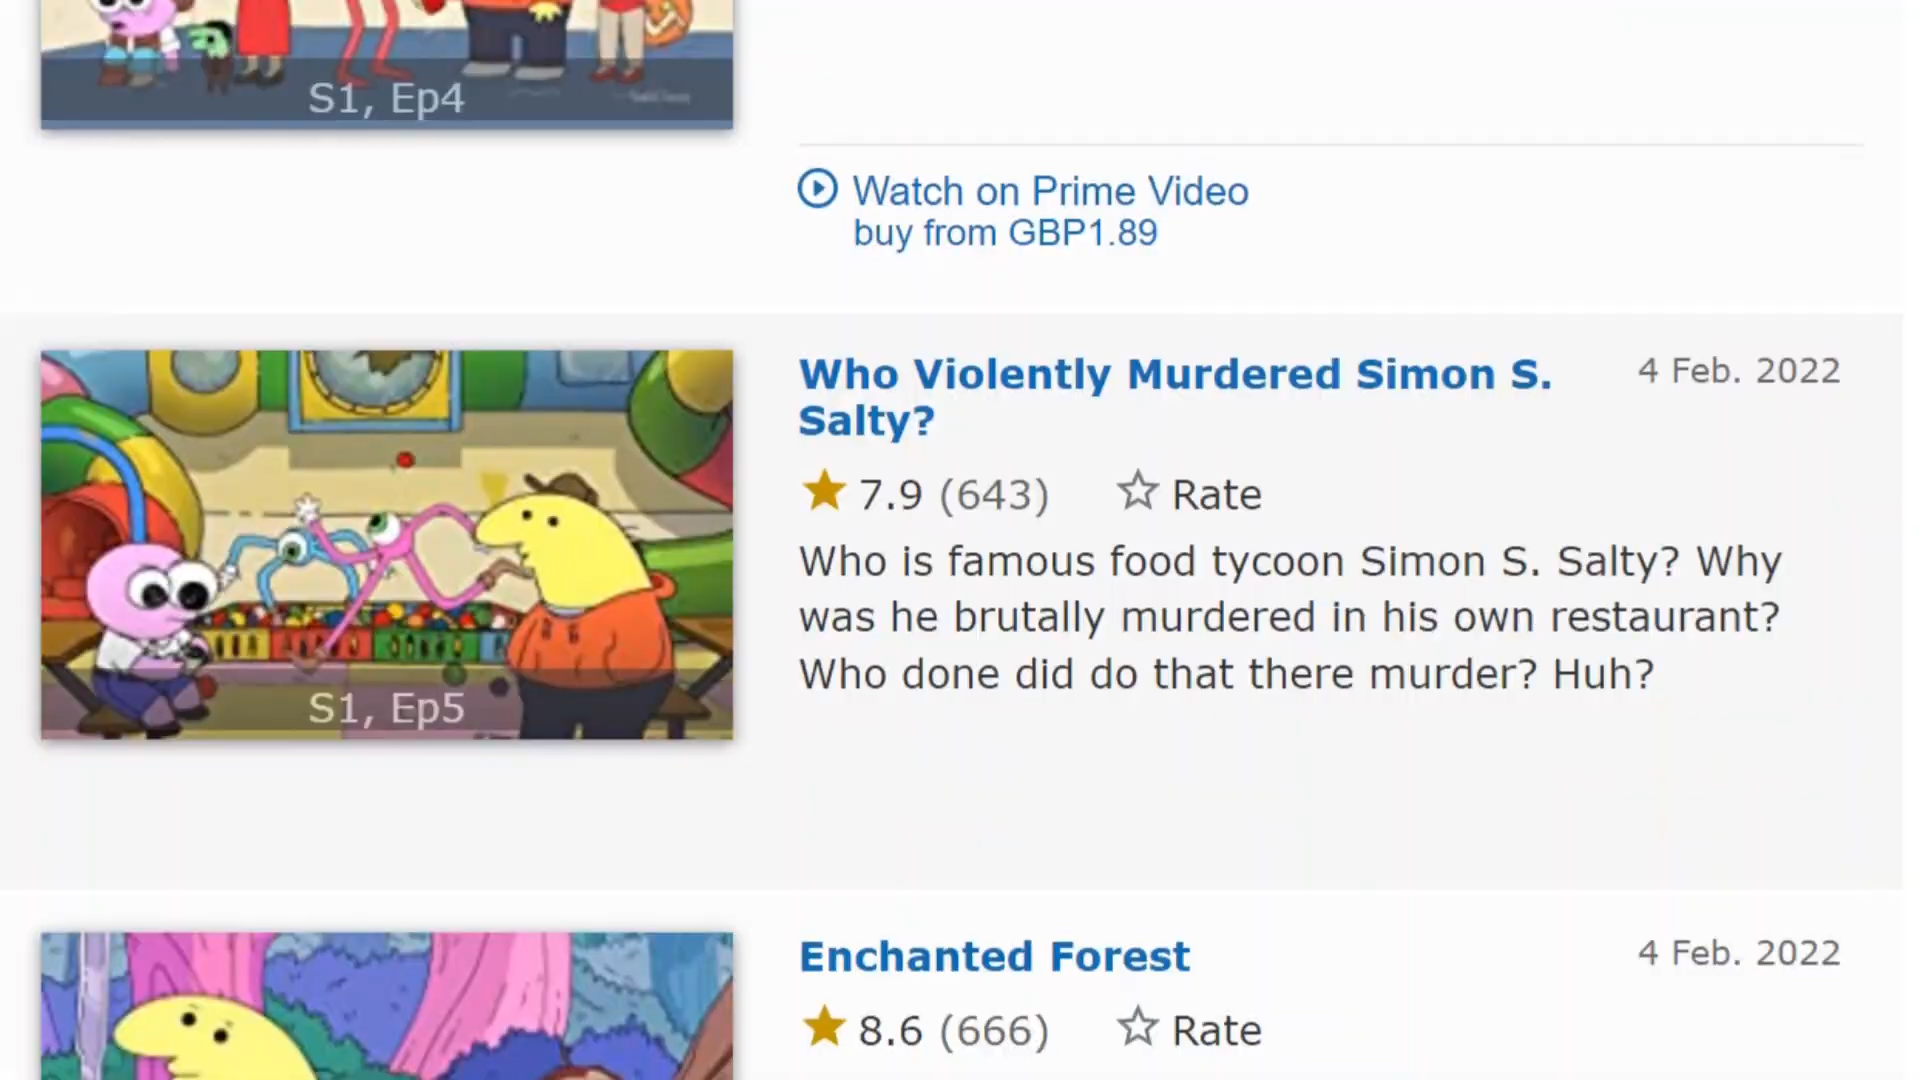 S1, Ep4
Watch on Prime Video
buy from GBP1.89
Who Violently Murdered Simon S.
Salty?
4 Feb. 2022
7.9 (643)
Rate
Who is famous food tycoon Simon S. Salty? Why
was he brutally murdered in his own restaurant?
Who done did do that there murder? Huh?
S1, Ep5
Enchanted Forest
4 Feb. 2022
8.6 (666)
Rate